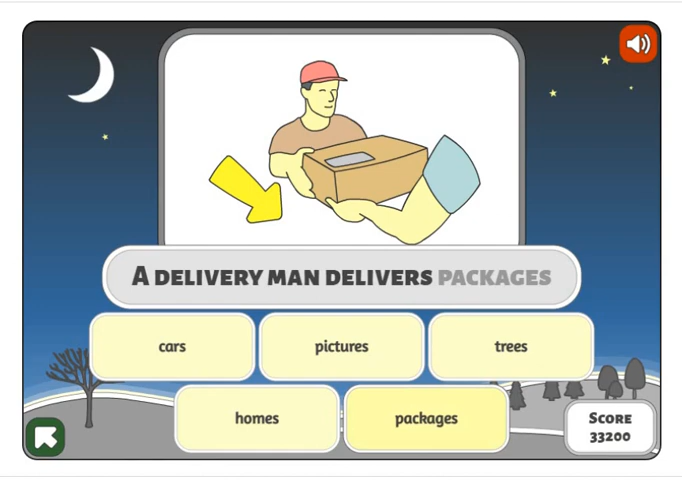 A DELIVERY MAN DELIVERS PACKAGES
cars
pictures
trees
homes
packages
SCORE
33200